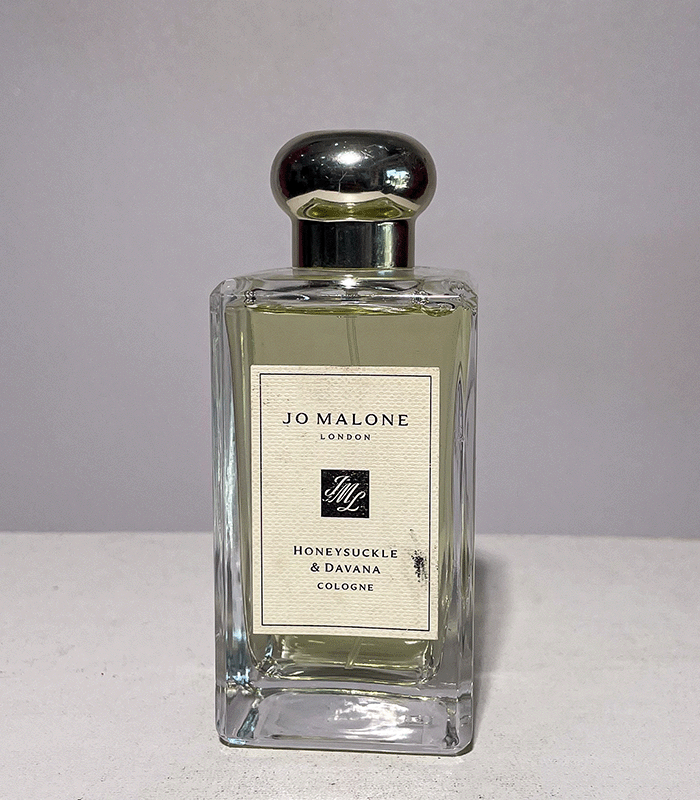 JO MALONE
LONDON
JML
HONEYSUCKLE
& DAVANA
COLOGNE